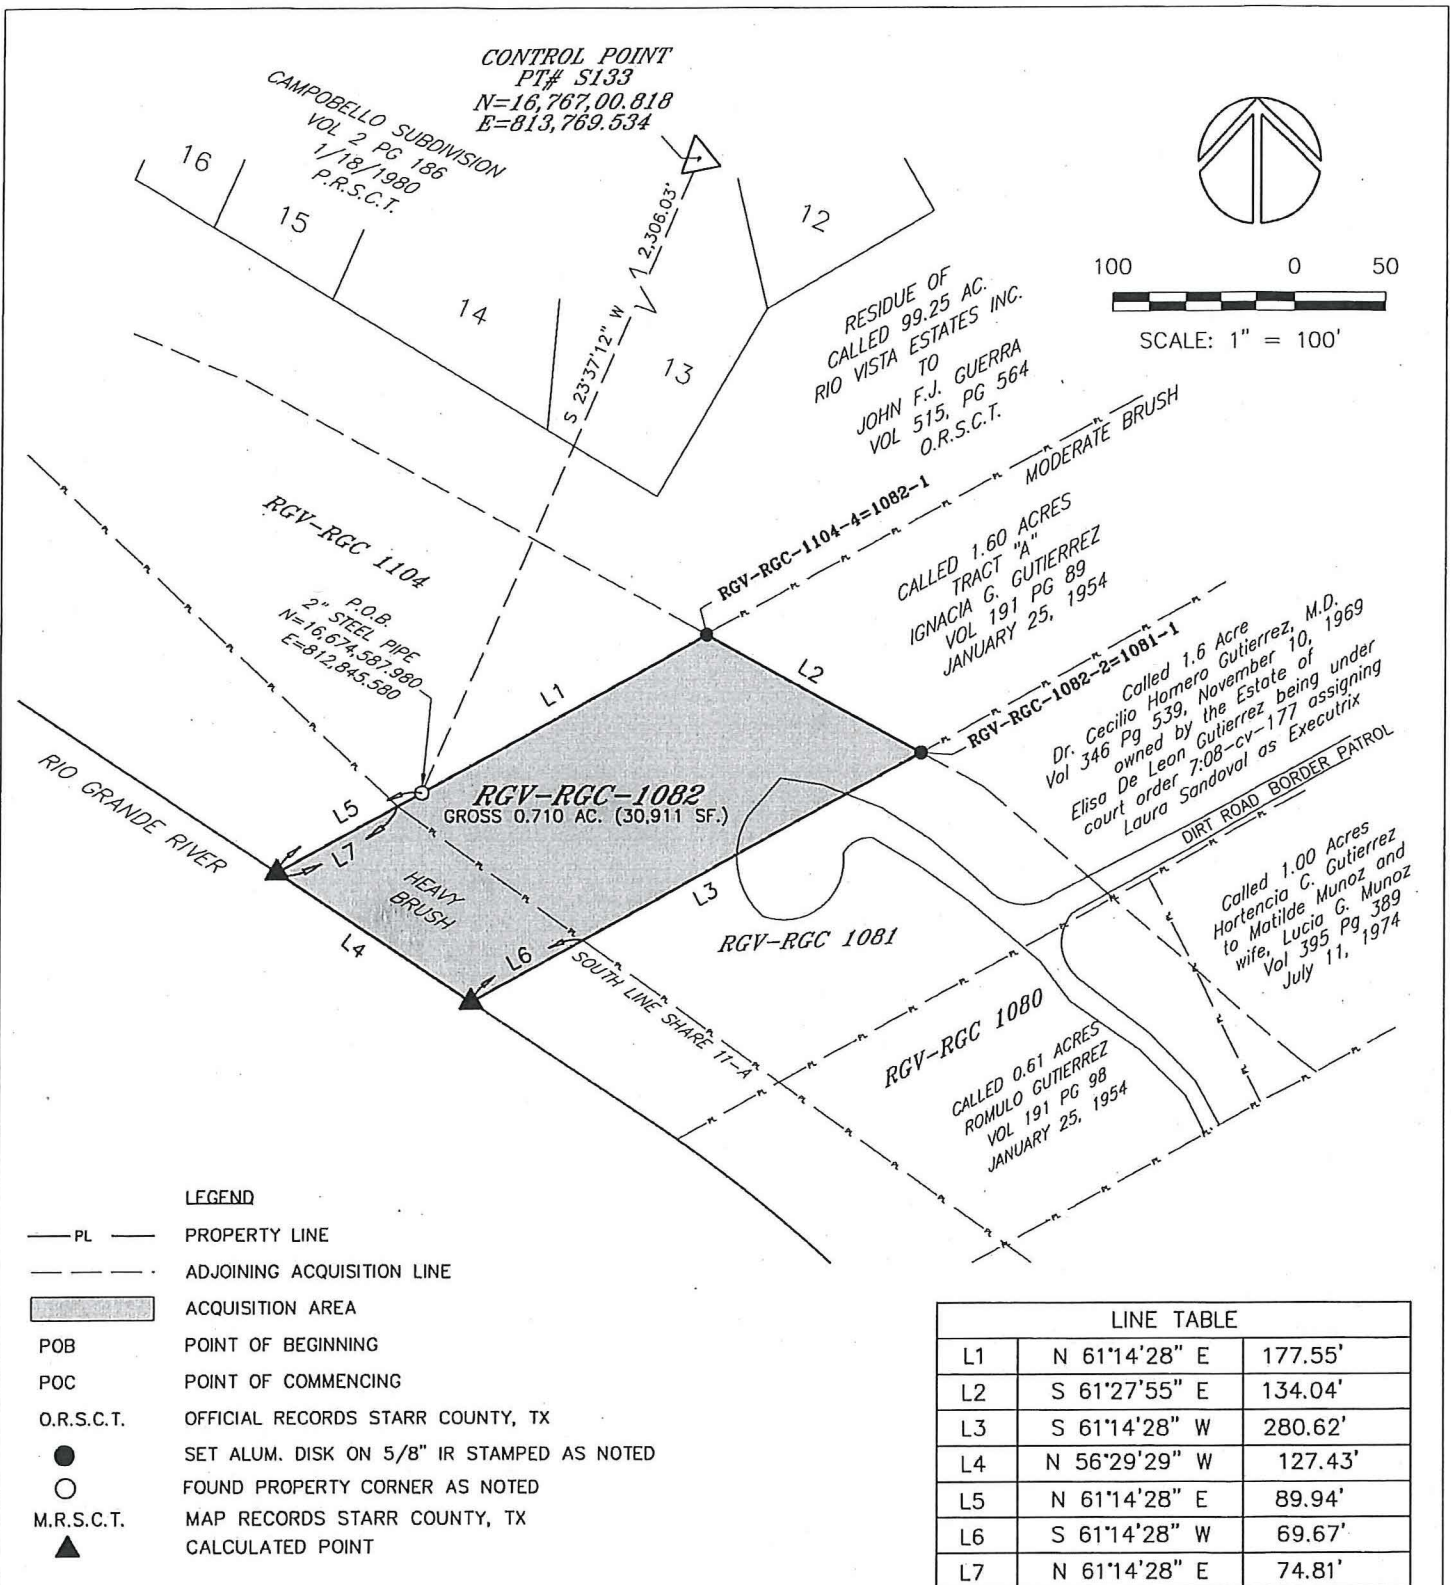 CONTROL POINT
PT# S133
N=16,767,00.818
E=813,769.534
CAMPOBELLO SUBDIVISION
VOL 2 PG 186
1/18/1980
P.R.S.C.T.
16
15
14
13
12
S 23°37'12" W
2,306.03'
100 0 50
SCALE: 1" = 100'
RESIDUE OF
CALLED 99.25 AC.
RIO VISTA ESTATES INC.
TO
JOHN F.J. GUERRA
VOL 515, PG 564
O.R.S.C.T.
MODERATE BRUSH
RGV-RGC-1104-4=1082-1
RGV-RGC 1104
P.O.B.
2" STEEL PIPE
N=16,674,587.980
E=812,845.580
CALLED 1.60 ACRES
TRACT "A"
IGNACIA G. GUTIERREZ
VOL 191 PG 89
JANUARY 25, 1954
RGV-RGC-1082-2=1081-1
Called 1.6 Acre
Dr. Cecilio Homero Gutierrez, M.D.
Vol 346 Pg 539, November 10, 1969
owned by the Estate of
Elisa De Leon Gutierrez being under
court order 7:08-cv-177 assigning
Laura Sandoval as Executrix
DIRT ROAD BORDER PATROL
L1
L2
RIO GRANDE RIVER
L5
L7
RGV-RGC-1082
GROSS 0.710 AC. (30,911 SF.)
HEAVY
BRUSH
L3
L4
L6
SOUTH LINE SHARE 11-A
RGV-RGC 1081
RGV-RGC 1080
CALLED 0.61 ACRES
ROMULO GUTIERREZ
VOL 191 PG 98
JANUARY 25, 1954
Called 1.00 Acres
Hortencia C. Gutierrez
to Matilde Munoz and
wife, Lucia G. Munoz
Vol 395 Pg 389
July 11, 1974
LEGEND
PL PROPERTY LINE
ADJOINING ACQUISITION LINE
ACQUISITION AREA
POB POINT OF BEGINNING
POC POINT OF COMMENCING
O.R.S.C.T. OFFICIAL RECORDS STARR COUNTY, TX
SET ALUM. DISK ON 5/8" IR STAMPED AS NOTED
FOUND PROPERTY CORNER AS NOTED
M.R.S.C.T. MAP RECORDS STARR COUNTY, TX
CALCULATED POINT
LINE TABLE
L1 N 61°14'28" E 177.55'
L2 S 61°27'55" E 134.04'
L3 S 61°14'28" W 280.62'
L4 N 56°29'29" W 127.43'
L5 N 61°14'28" E 89.94'
L6 S 61°14'28" W 69.67'
L7 N 61°14'28" E 74.81'